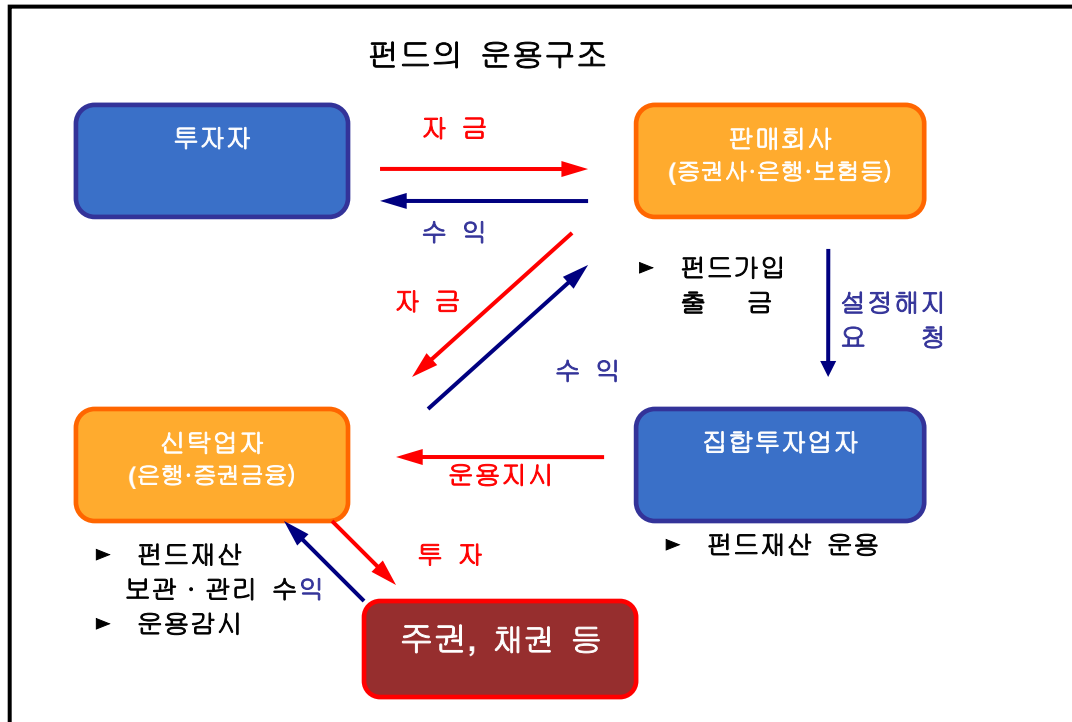 펀드의 운용구조
투자자
자 금
판매회사
(증권사·은행·보험등)
수 익
► 펀드가입
출 금
자 금
설정해지
요 청
수 익
신탁업자
(은행·증권금융)
집합투자업자
운용지시
► 펀드재산 운용
► 펀드재산
보관·관리 수익
► 운용감시
투 자
주권, 채권 등